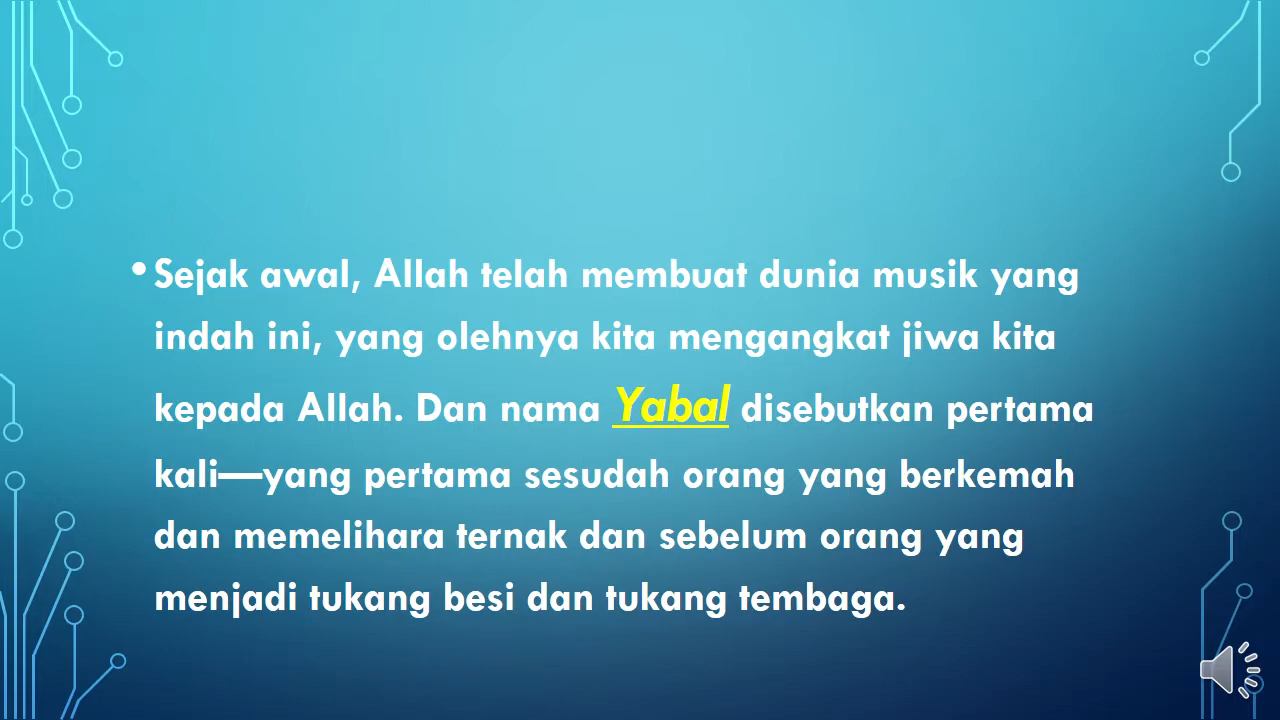 • Sejak awal, Allah telah membuat dunia musik yang
indah ini, yang olehnya kita mengangkat jiwa kita
kepada Allah. Dan nama Yabal disebutkan pertama
kali—yang pertama sesudah orang yang berkemah
dan memelihara ternak dan sebelum orang yang
menjadi tukang besi dan tukang tembaga.